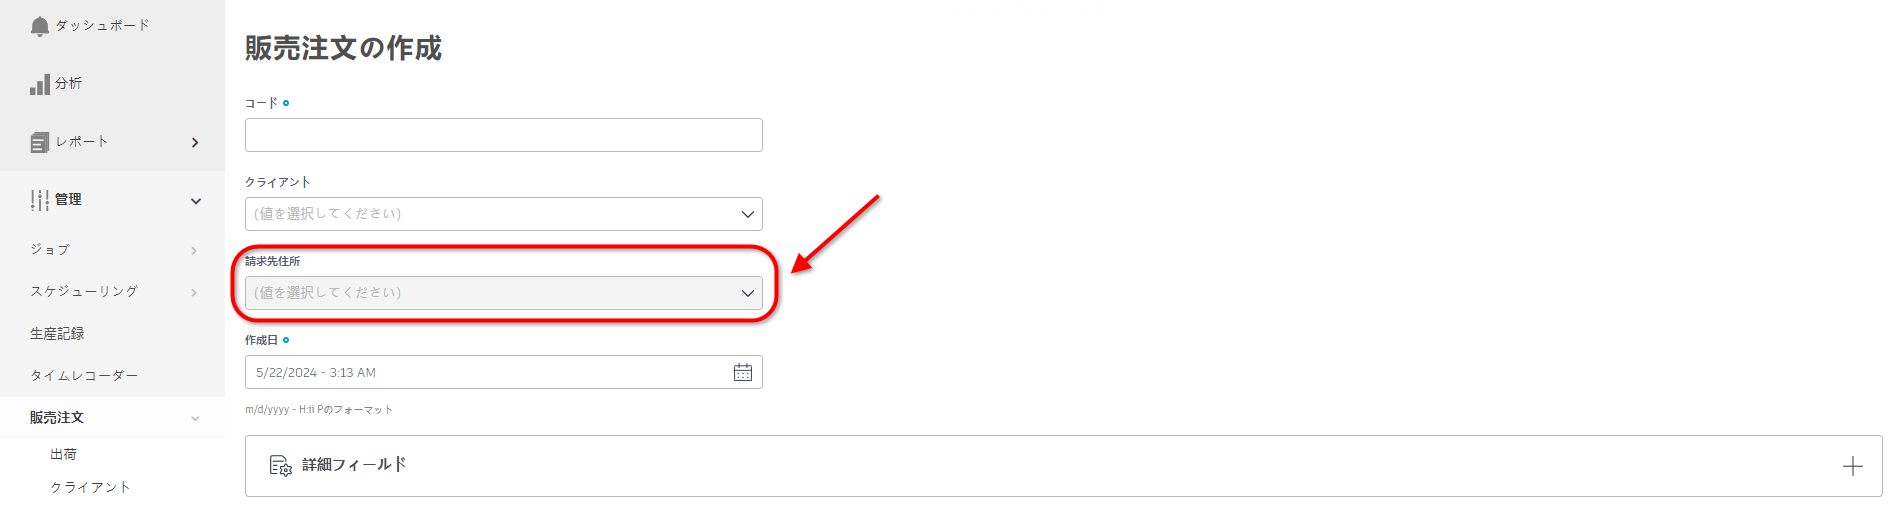 ダッシュボード
分析
レポート
管理
ジョブ
スケジューリング
生産記録
タイムレコーダー
販売注文
出荷
クライアント
販売注文の作成
コード
クライアント
(値を選択してください)
請求先住所
(値を選択してください)
作成日
5/22/2024 - 3:13 AM
m/d/yyyy - H:ii Pのフォーマット
詳細フィールド